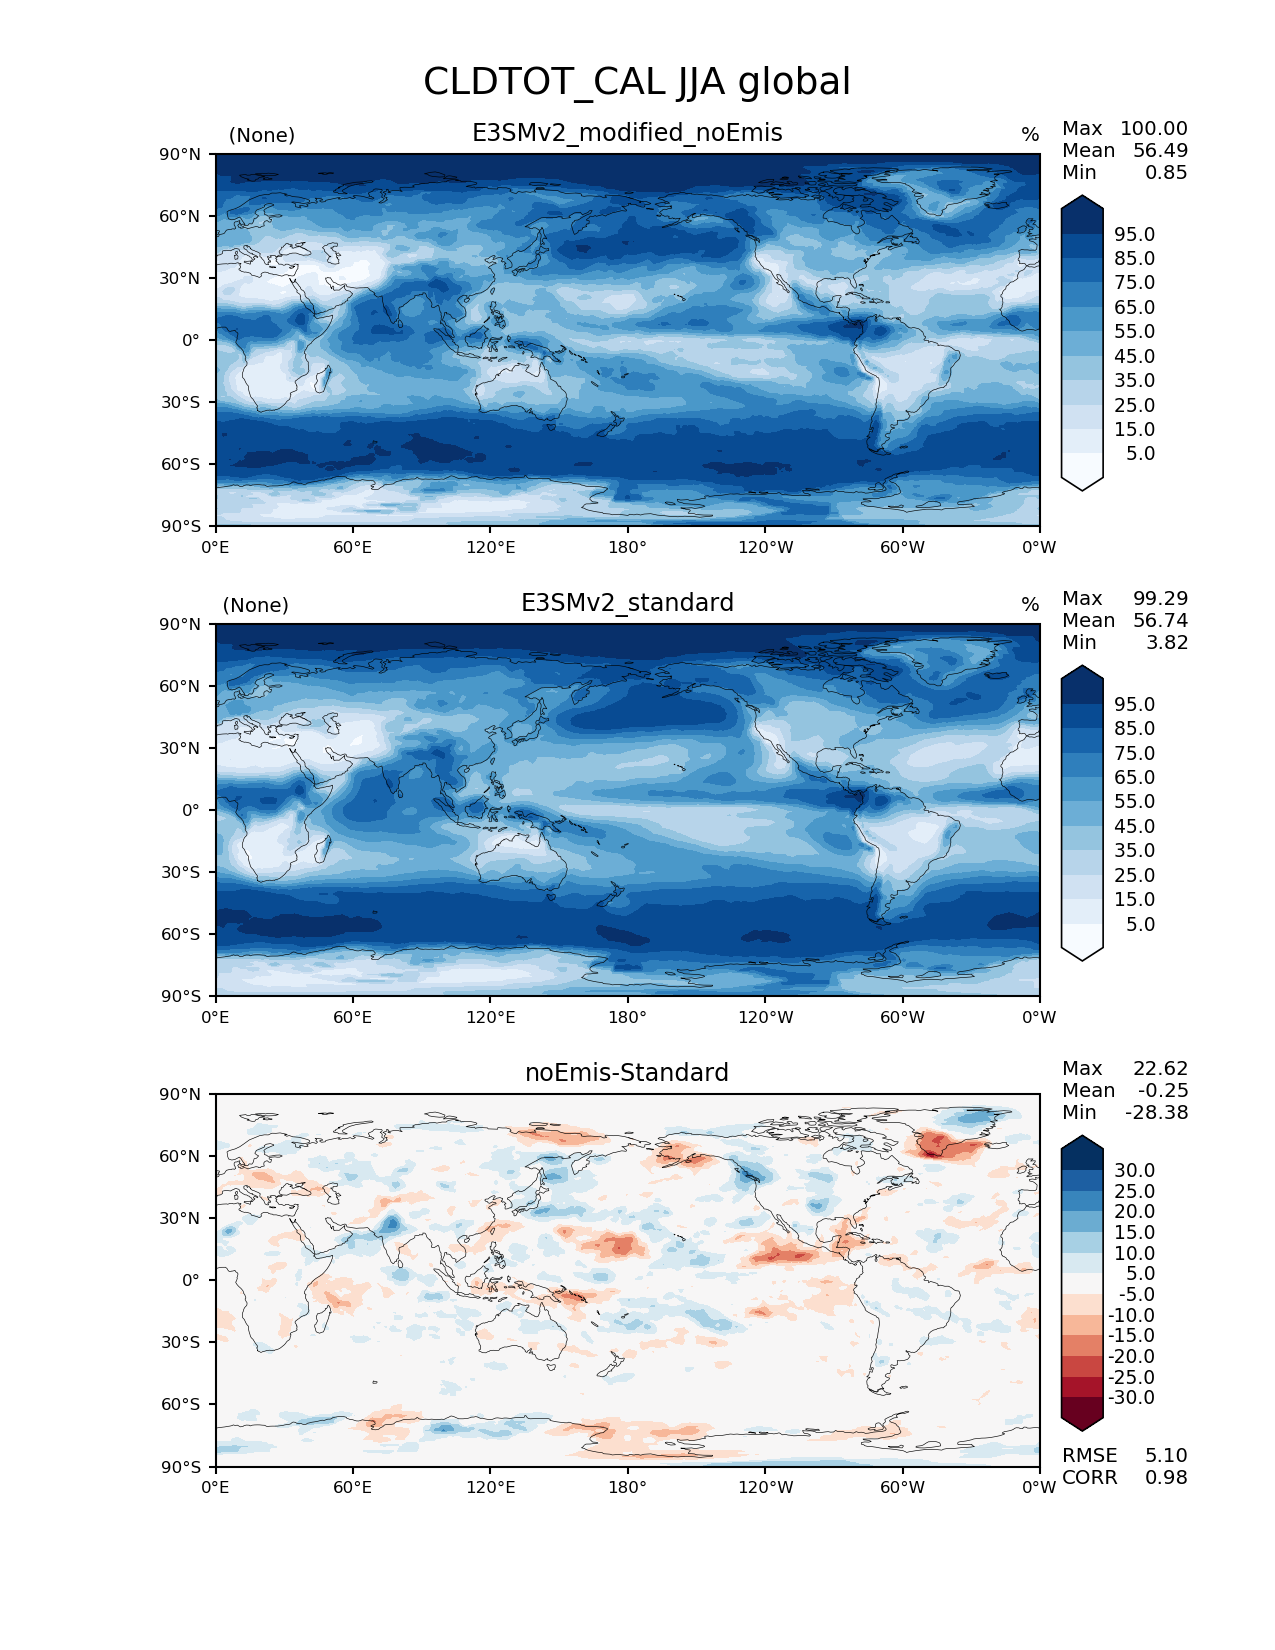 CLDTOT_CAL JJA global
(None) E3SMv2_modified_noEmis %
Max 100.00
Mean 56.49
Min 0.85
90°N
60°N
30°N
0°
30°S
60°S
90°S
0°E 60°E 120°E 180° 120°W 60°W 0°W
95.0
85.0
75.0
65.0
55.0
45.0
35.0
25.0
15.0
5.0
(None) E3SMv2_standard %
Max 99.29
Mean 56.74
Min 3.82
90°N
60°N
30°N
0°
30°S
60°S
90°S
0°E 60°E 120°E 180° 120°W 60°W 0°W
95.0
85.0
75.0
65.0
55.0
45.0
35.0
25.0
15.0
5.0
noEmis-Standard
Max 22.62
Mean -0.25
Min -28.38
90°N
60°N
30°N
0°
30°S
60°S
90°S
0°E 60°E 120°E 180° 120°W 60°W 0°W
30.0
25.0
20.0
15.0
10.0
5.0
-5.0
-10.0
-15.0
-20.0
-25.0
-30.0
RMSE 5.10
CORR 0.98